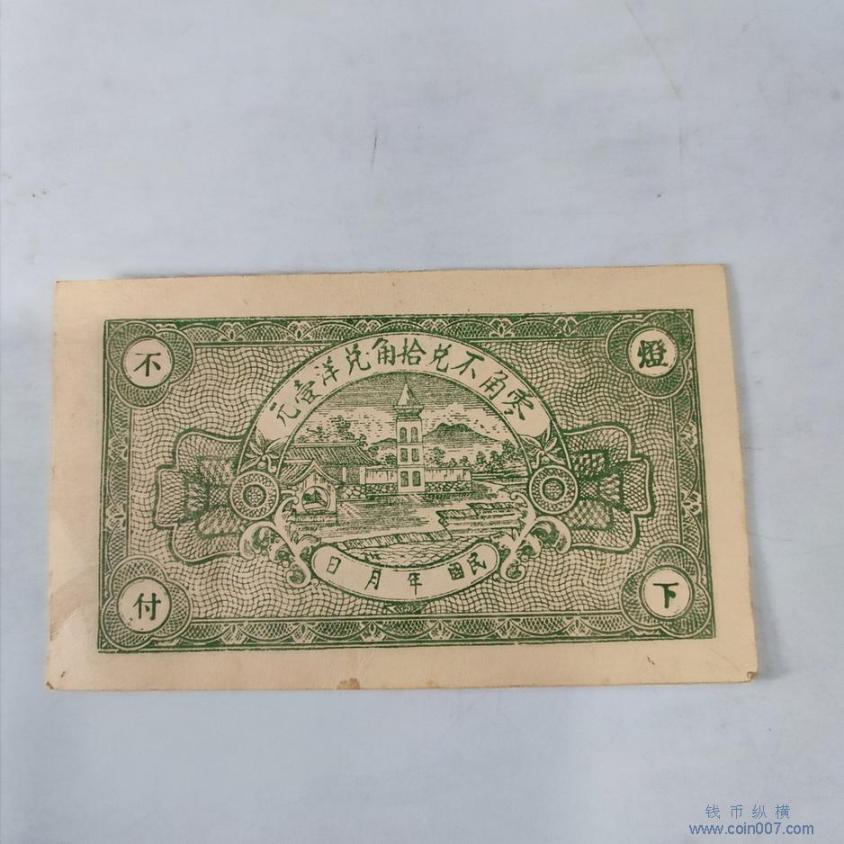 零角不兑拾角兑洋壹元
燈下不付
民國 年 月 日
钱币纵横
www.coin007.com